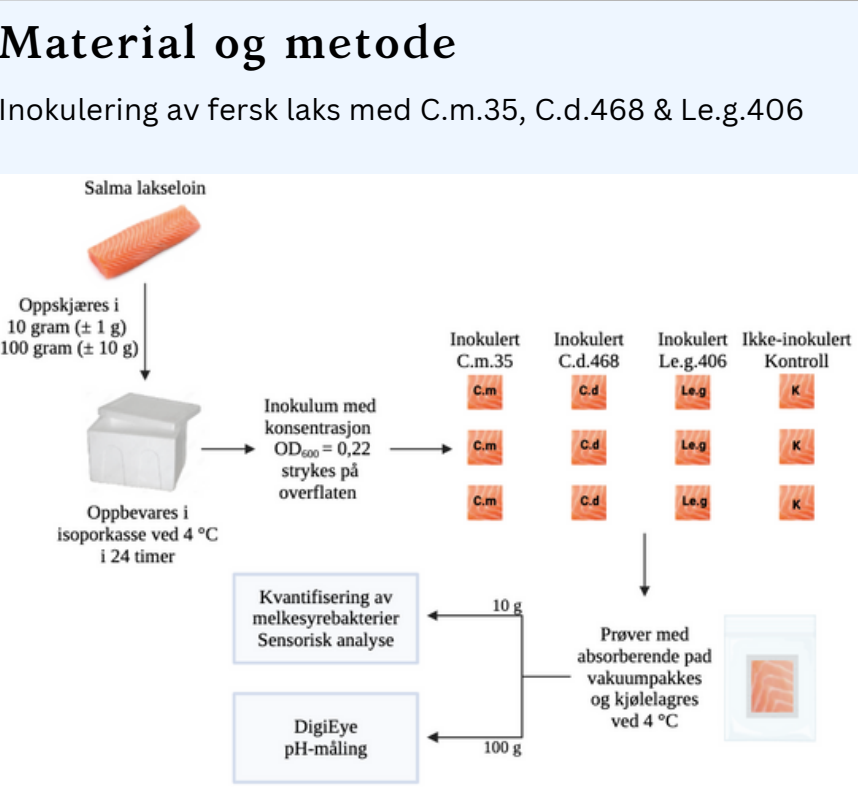 Material og metode
Inokulering av fersk laks med C.m.35, C.d.468 & Le.g.406
Salma lakseloin
Oppskjæres i
10 gram (± 1 g)
100 gram (± 10 g)
Oppbevares i
isoporkasse ved 4 °C
i 24 timer
Inokulum med
konsentrasjon
OD₆₀₀ = 0,22
strykes på
overflaten
Inokulert
C.m.35
Inokulert
C.d.468
Inokulert
Le.g.406
Ikke-inokulert
Kontroll
C.m
C.d
Le.g
K
C.m
C.d
Le.g
K
C.m
C.d
Le.g
K
Prøver med
absorberende pad
vakuumpakkes
og kjølelagres
ved 4 °C
10 g
Kvantifisering av
melkesyrebakterier
Sensorisk analyse
100 g
DigiEye
pH-måling